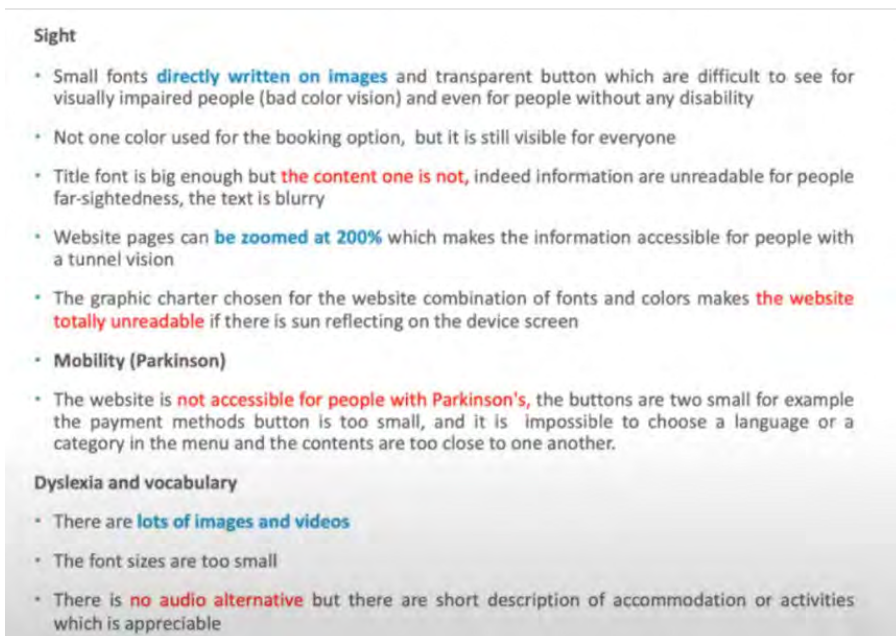 Sight
• Small fonts directly written on images and transparent button which are difficult to see for
visually impaired people (bad color vision) and even for people without any disability
• Not one color used for the booking option, but it is still visible for everyone
• Title font is big enough but the content one is not, indeed information are unreadable for people
far-sightedness, the text is blurry
• Website pages can be zoomed at 200% which makes the information accessible for people with
a tunnel vision
• The graphic charter chosen for the website combination of fonts and colors makes the website
totally unreadable if there is sun reflecting on the device screen
• Mobility (Parkinson)
• The website is not accessible for people with Parkinson's, the buttons are two small for example
the payment methods button is too small, and it is impossible to choose a language or a
category in the menu and the contents are too close to one another.
Dyslexia and vocabulary
• There are lots of images and videos
• The font sizes are too small
• There is no audio alternative but there are short description of accommodation or activities
which is appreciable